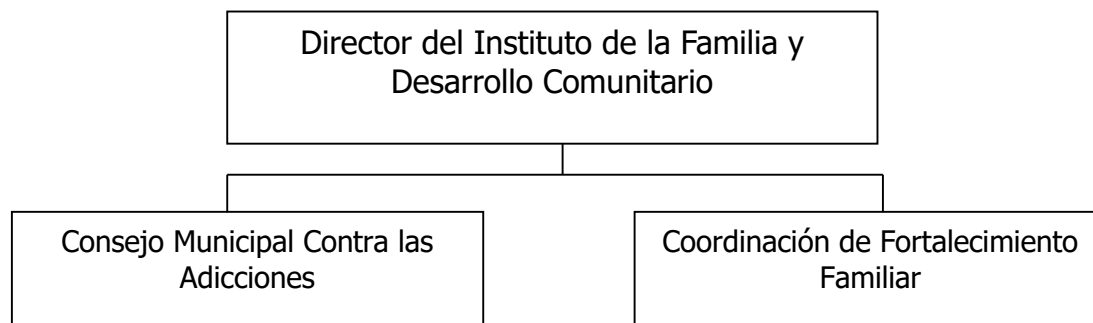 Director del Instituto de la Familia y
Desarrollo Comunitario
Consejo Municipal Contra las
Adicciones
Coordinación de Fortalecimiento
Familiar